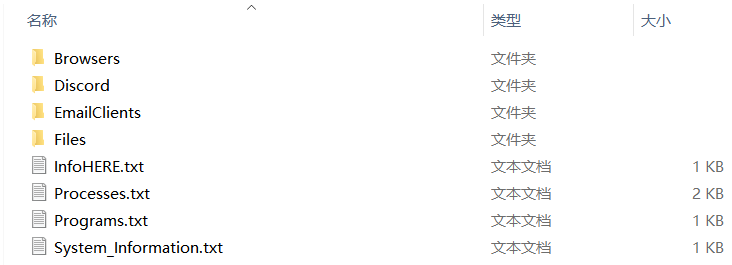 名称 类型 大小
Browsers 文件夹
Discord 文件夹
EmailClients 文件夹
Files 文件夹
InfoHERE.txt 文本文档 1 KB
Processes.txt 文本文档 2 KB
Programs.txt 文本文档 1 KB
System_Information.txt 文本文档 1 KB